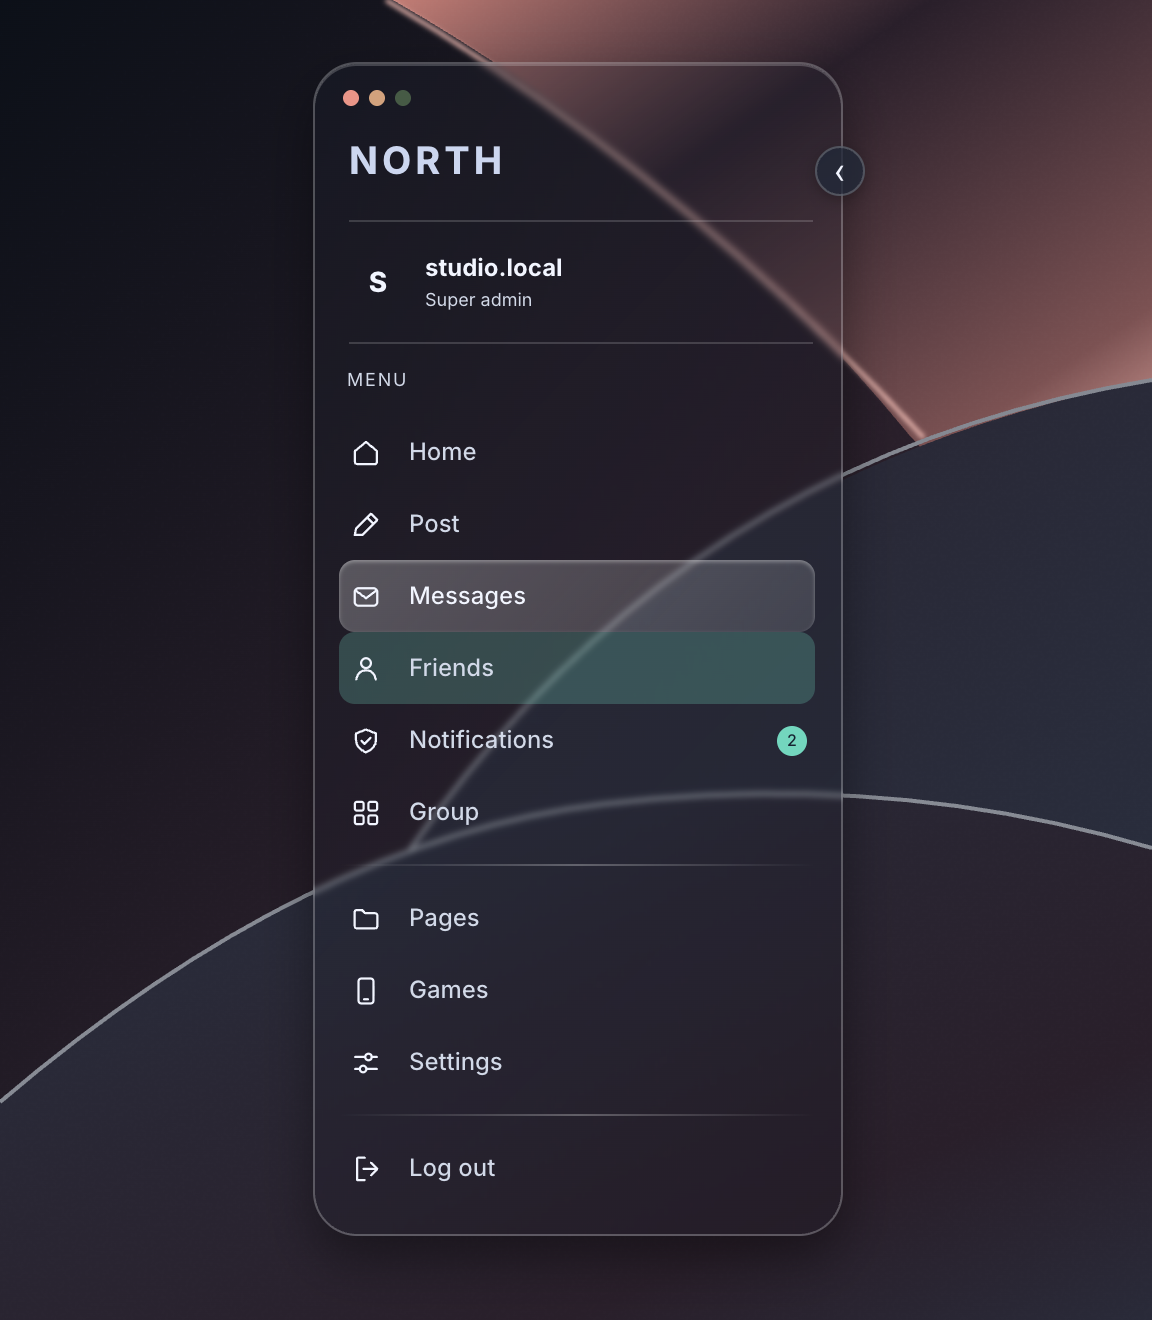 NORTH
S
studio.local
Super admin
MENU
Home
Post
Messages
Friends
Notifications 2
Group
Pages
Games
Settings
Log out